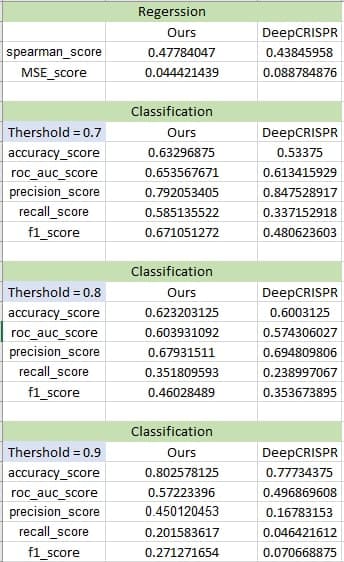 Regerssion
Ours DeepCRISPR
spearman_score 0.47784047 0.43845958
MSE_score 0.044421439 0.088784876
Classification
Thershold = 0.7 Ours DeepCRISPR
accuracy_score 0.63296875 0.53375
roc_auc_score 0.653567671 0.613415929
precision_score 0.792053405 0.847528917
recall_score 0.585135522 0.337152918
f1_score 0.671051272 0.480623603
Classification
Thershold = 0.8 Ours DeepCRISPR
accuracy_score 0.623203125 0.6003125
roc_auc_score 0.603931092 0.574306027
precision_score 0.67931511 0.694809806
recall_score 0.351809593 0.238997067
f1_score 0.46028489 0.353673895
Classification
Thershold = 0.9 Ours DeepCRISPR
accuracy_score 0.802578125 0.77734375
roc_auc_score 0.57223396 0.496869608
precision_score 0.450120453 0.16783153
recall_score 0.201583617 0.046421612
f1_score 0.271271654 0.070668875